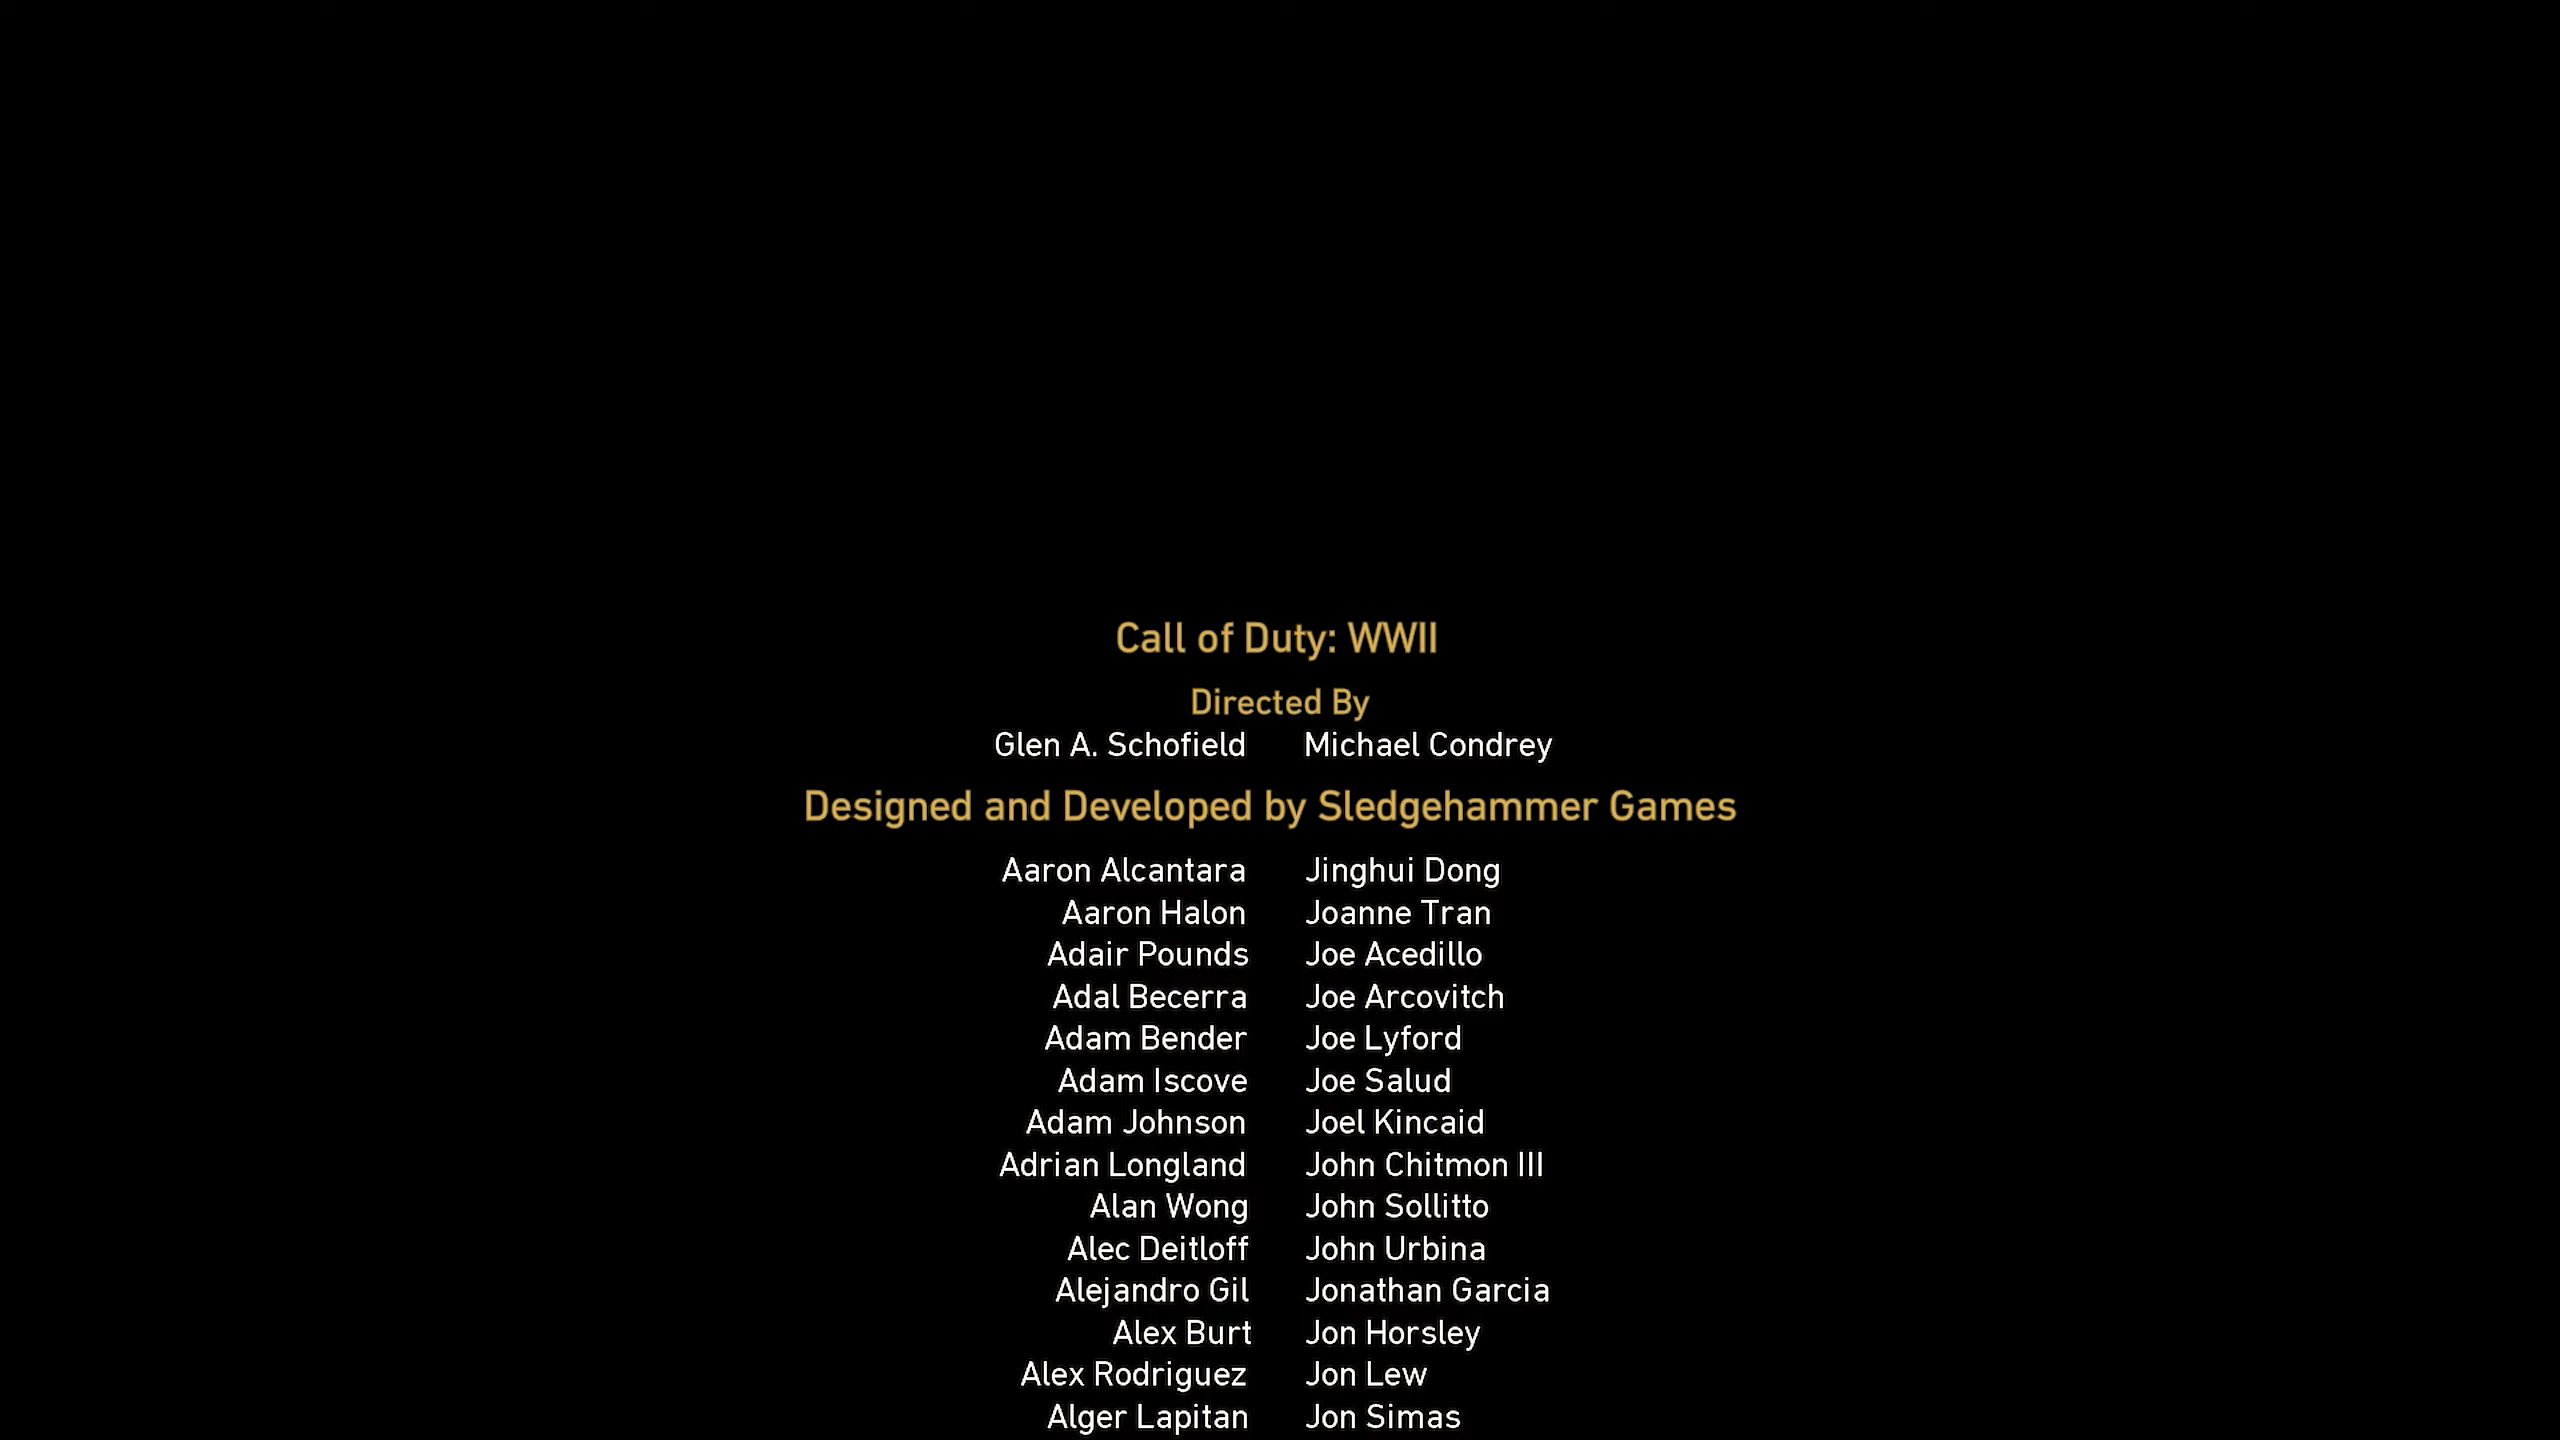 Call of Duty: WWII
Directed By
Glen A. Schofield Michael Condrey
Designed and Developed by Sledgehammer Games
Aaron Alcantara Jinghui Dong
Aaron Halon Joanne Tran
Adair Pounds Joe Acedillo
Adal Becerra Joe Arcovitch
Adam Bender Joe Lyford
Adam Iscove Joe Salud
Adam Johnson Joel Kincaid
Adrian Longland John Chitmon III
Alan Wong John Sollitto
Alec Deitloff John Urbina
Alejandro Gil Jonathan Garcia
Alex Burt Jon Horsley
Alex Rodriguez Jon Lew
Alger Lapitan Jon Simas